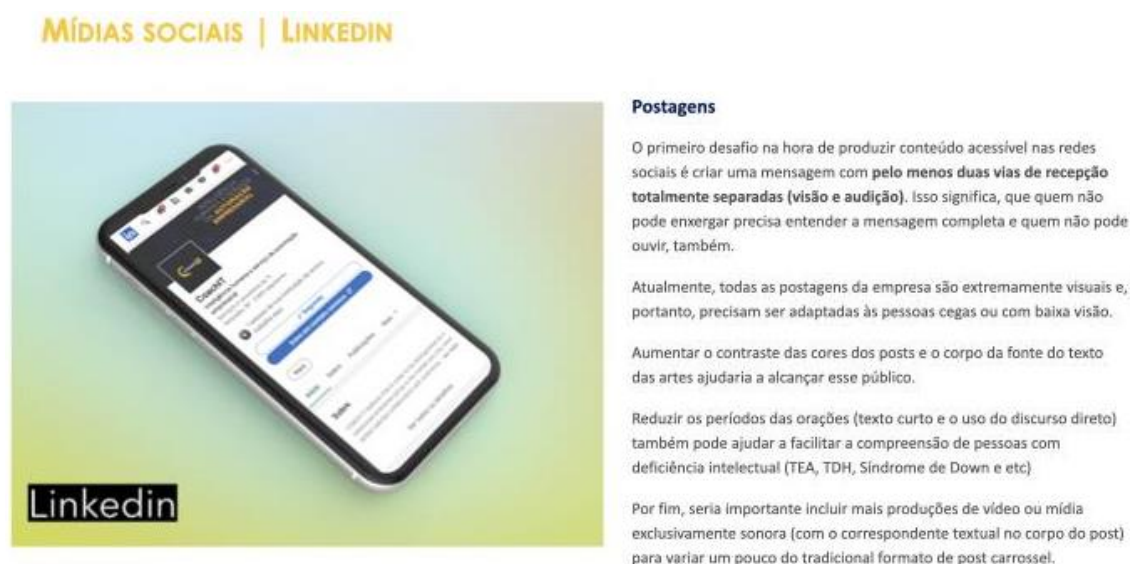 MÍDIAS SOCIAIS | LINKEDIN
Linkedin
Postagens
O primeiro desafio na hora de produzir conteúdo acessível nas redes
sociais é criar uma mensagem com pelo menos duas vias de recepção
totalmente separadas (visão e audição). Isso significa, que quem não
pode enxergar precisa entender a mensagem completa e quem não pode
ouvir, também.
Atualmente, todas as postagens da empresa são extremamente visuais e,
portanto, precisam ser adaptadas às pessoas cegas ou com baixa visão.
Aumentar o contraste das cores dos posts e o corpo da fonte do texto
das artes ajudaria a alcançar esse público.
Reduzir os períodos das orações (texto curto e o uso do discurso direto)
também pode ajudar a facilitar a compreensão de pessoas com
deficiência intelectual (TEA, TDH, Síndrome de Down e etc)
Por fim, seria importante incluir mais produções de vídeo ou mídia
exclusivamente sonora (com o correspondente textual no corpo do post)
para variar um pouco do tradicional formato de post carrossel.